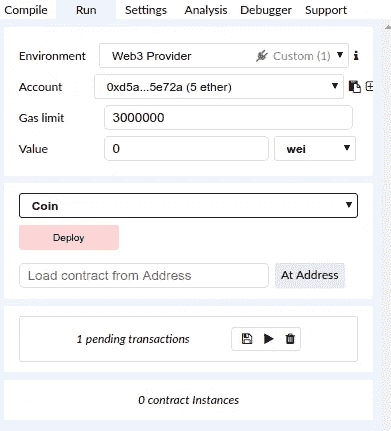 Compile Run Settings Analysis Debugger Support
Environment Web3 Provider Custom (1)
Account 0xd5a...5e72a (5 ether)
Gas limit 3000000
Value 0 wei
Coin
Deploy
Load contract from Address At Address
1 pending transactions
0 contract Instances